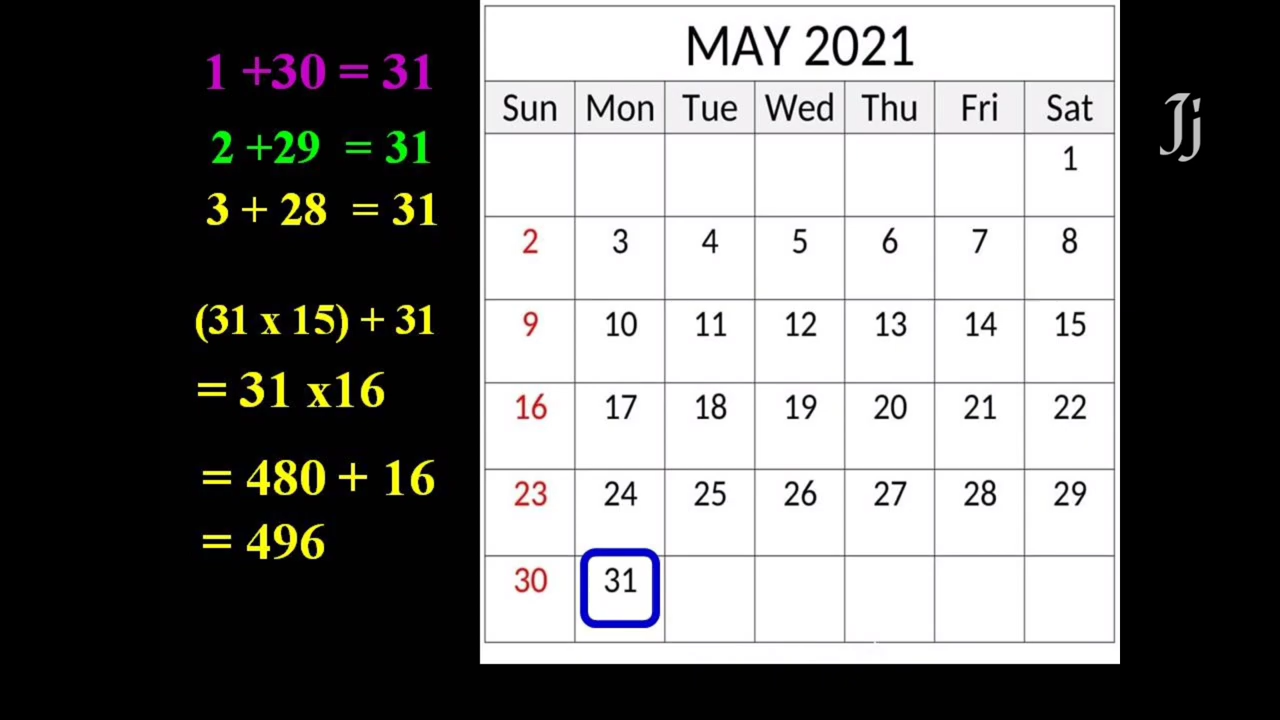 1 +30 = 31
2 +29 = 31
3 + 28 = 31
(31 x 15) + 31
= 31 x16
= 480 + 16
= 496
MAY 2021
Sun Mon Tue Wed Thu Fri Sat
1
2 3 4 5 6 7 8
9 10 11 12 13 14 15
16 17 18 19 20 21 22
23 24 25 26 27 28 29
30 31
Jj